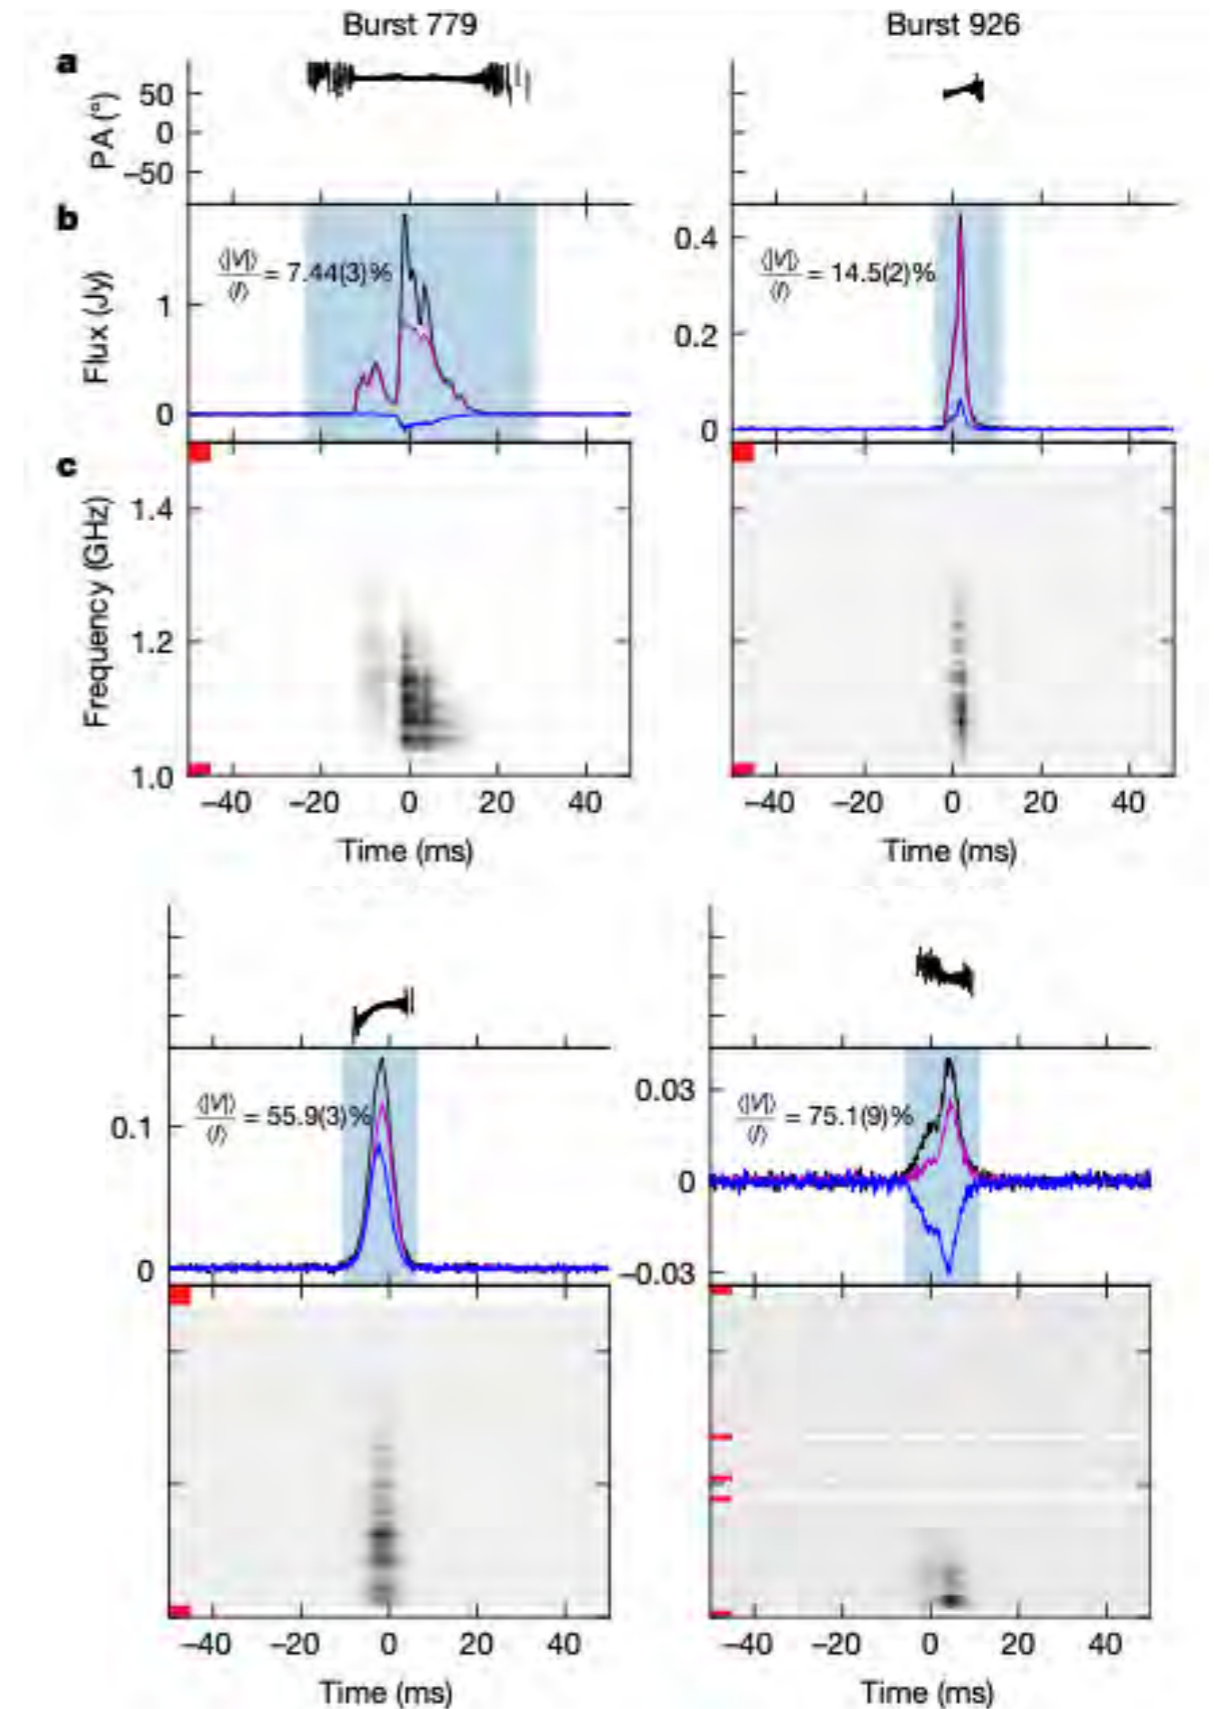 Burst 779
Burst 926
a
PA (°)
50
0
−50
b
Flux (Jy)
1
0
⟨|V|⟩/⟨I⟩ = 7.44(3)%
0.4
0.2
0
⟨|V|⟩/⟨I⟩ = 14.5(2)%
c
Frequency (GHz)
1.4
1.2
1.0
−40 −20 0 20 40
−40 −20 0 20 40
Time (ms)
Time (ms)
0.1
0
⟨|V|⟩/⟨I⟩ = 55.9(3)%
0.03
0
−0.03
⟨|V|⟩/⟨I⟩ = 75.1(9)%
−40 −20 0 20 40
−40 −20 0 20 40
Time (ms)
Time (ms)